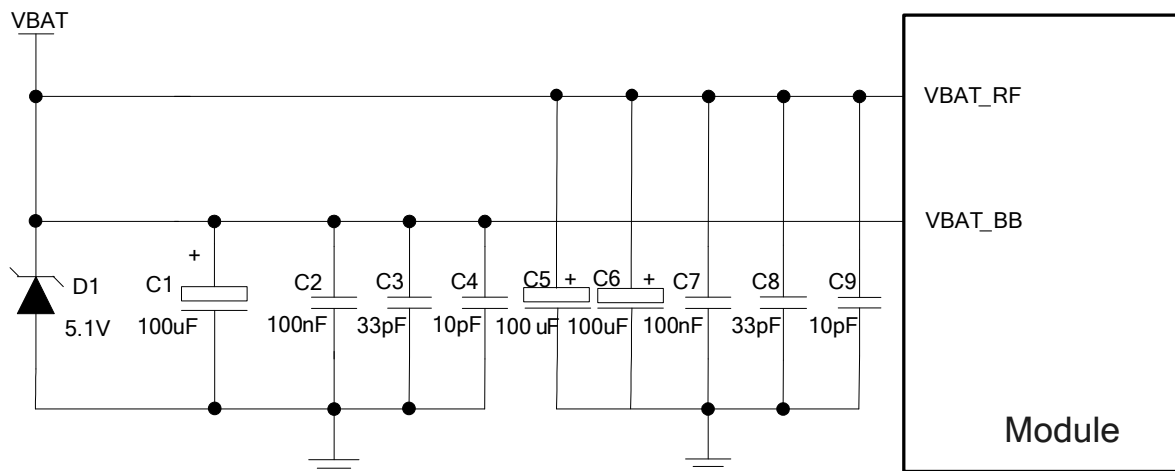 VBAT
VBAT_RF
VBAT_BB
+
D1
5.1V
C1
100uF
C2
100nF
C3
33pF
C4
10pF
C5
+
100 uF
C6
+
100uF
C7
100nF
C8
33pF
C9
10pF
Module